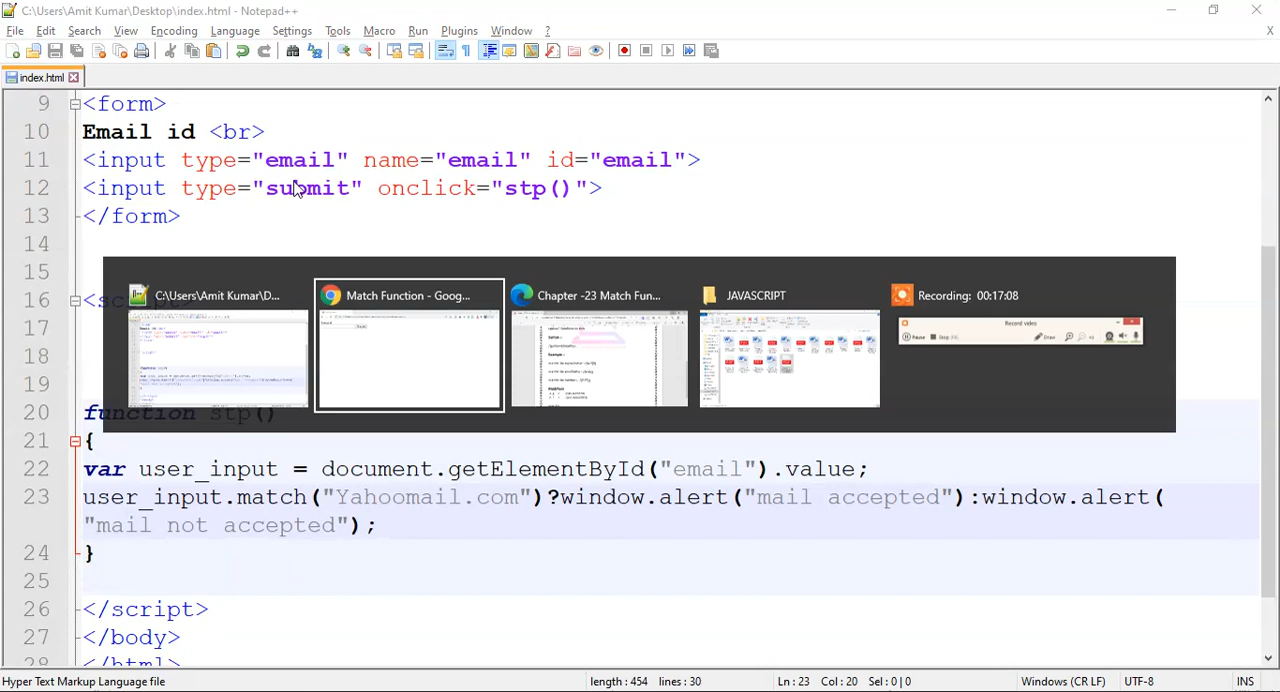 C:\Users\Amit Kumar\Desktop\index.html - Notepad++
File Edit Search View Encoding Language Settings Tools Macro Run Plugins Window ? X
index.html
9 <form>
10 Email id <br>
11 <input type="email" name="email" id="email">
12 <input type="submit" onclick="stp()">
13 </form>
14
15
C:\Users\Amit Kumar\D... Match Function - Goog... Chapter -23 Match Fun... JAVASCRIPT Recording: 00:17:08
16 <script>
17
18
19
20 function stp()
21 {
22 var user_input = document.getElementById("email").value;
23 user_input.match("Yahoomail.com")?window.alert("mail accepted"):window.alert(
"mail not accepted");
24 }
25
26 </script>
27 </body>
28 </html>
Hyper Text Markup Language file length : 454 lines : 30 Ln : 23 Col : 20 Sel : 0 | 0 Windows (CR LF) UTF-8 INS